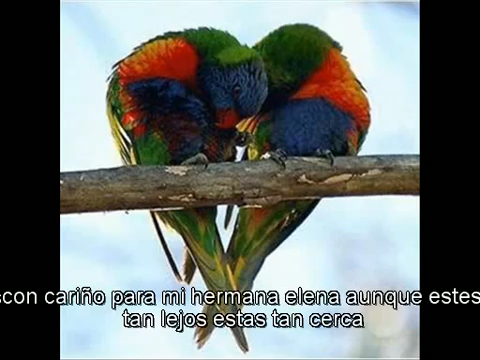 con cariño para mi hermana elena aunque estes
tan lejos estas tan cerca